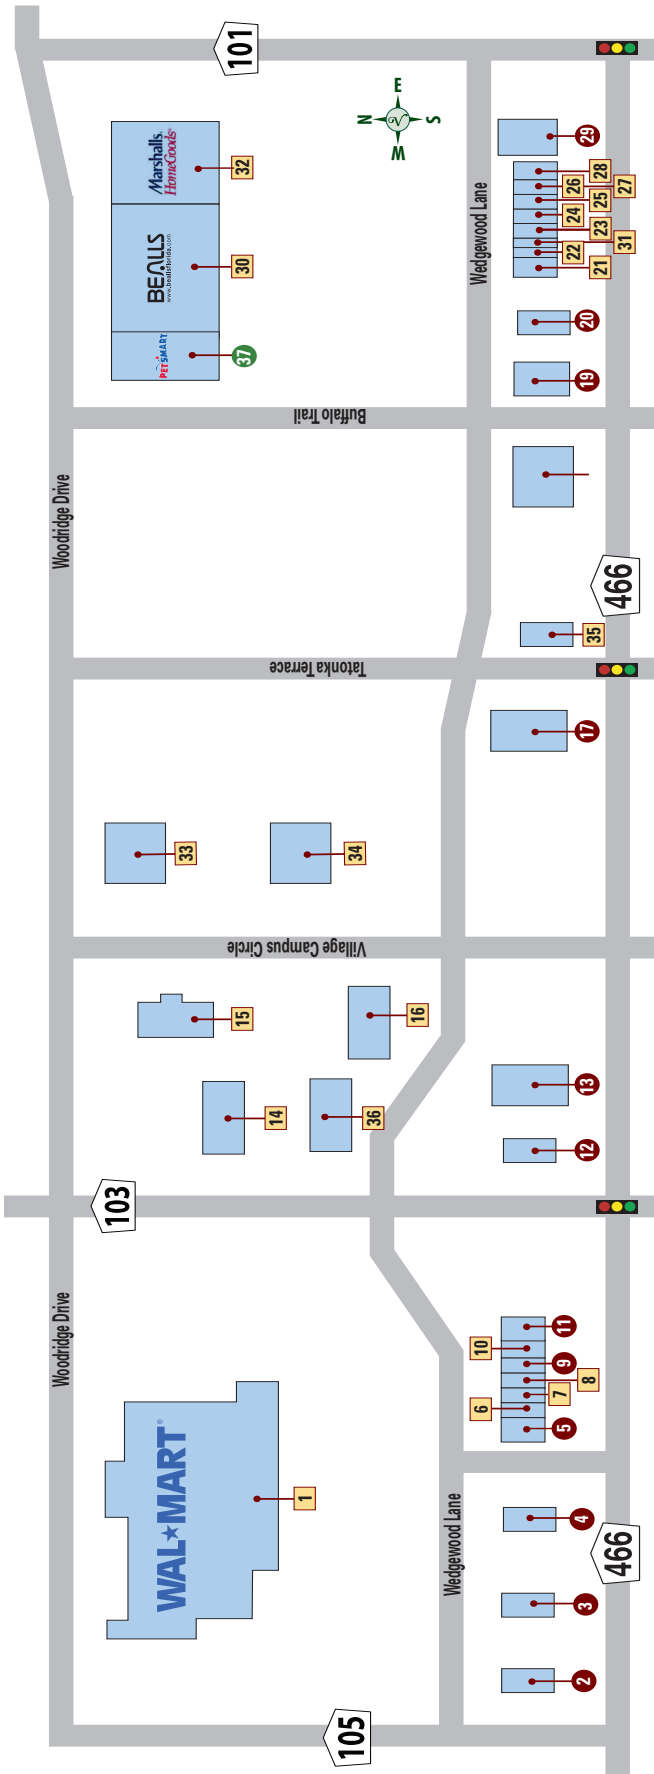 101
N
E
S
W
Marshalls.
HomeGoods
32
BEALLS
www.beallsflorida.com
30
PETSMART
37
Wedgewood Lane
29
28
27
26
25
24
23
31
22
21
20
19
Buffalo Trail
Woodridge Drive
466
35
Tatonka Terrace
17
33
34
Village Campus Circle
15
16
14
36
13
12
103
Woodridge Drive
11
10
9
8
7
6
5
WAL★MART®
1
Wedgewood Lane
4
466
3
2
105